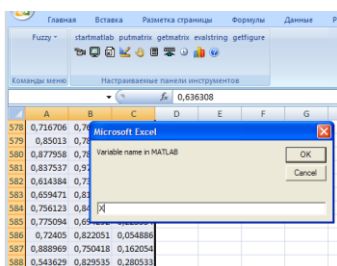 Главная Вставка Разметка страницы Формулы Данные
Fuzzy startmatlab putmatrix getmatrix evalstring getfigure
Команды меню Настраиваемые панели инструментов
fx 0,636308
A B C D E F G
578 0,716706
579 0,85013
580 0,877958
581 0,837537
582 0,614384
583 0,659471
584 0,756123
585 0,775094
586 0,72405 0,822051 0,054886
587 0,888969 0,750418 0,162054
588 0,543629 0,829535 0,280533
Microsoft Excel
Variable name in MATLAB
OK
Cancel
X